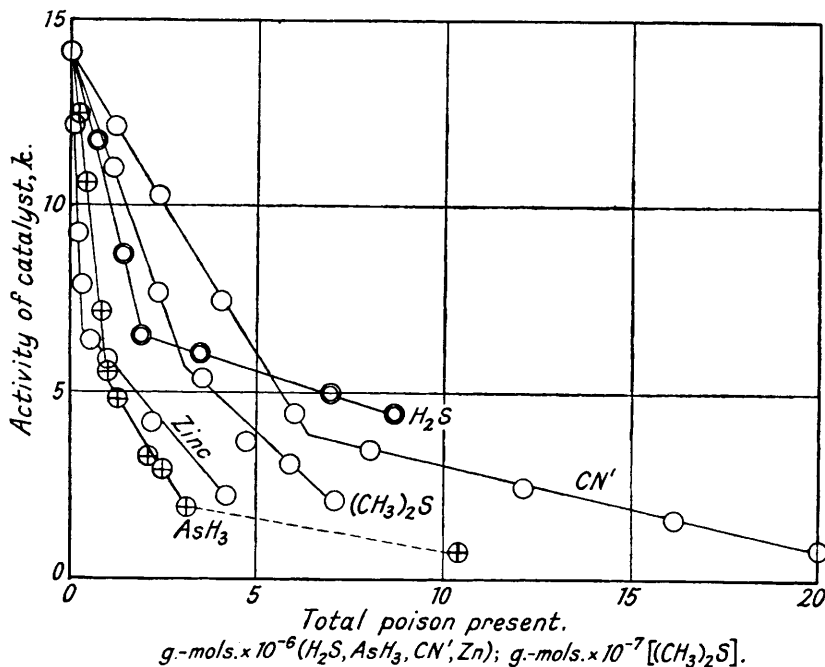 15
10
5
0
Activity of catalyst, k.
Zinc
AsH₃
(CH₃)₂S
H₂S
CN'
0 5 10 15 20
Total poison present.
g.-mols.×10⁻⁶(H₂S, AsH₃, CN', Zn); g.-mols.×10⁻⁷[(CH₃)₂S].